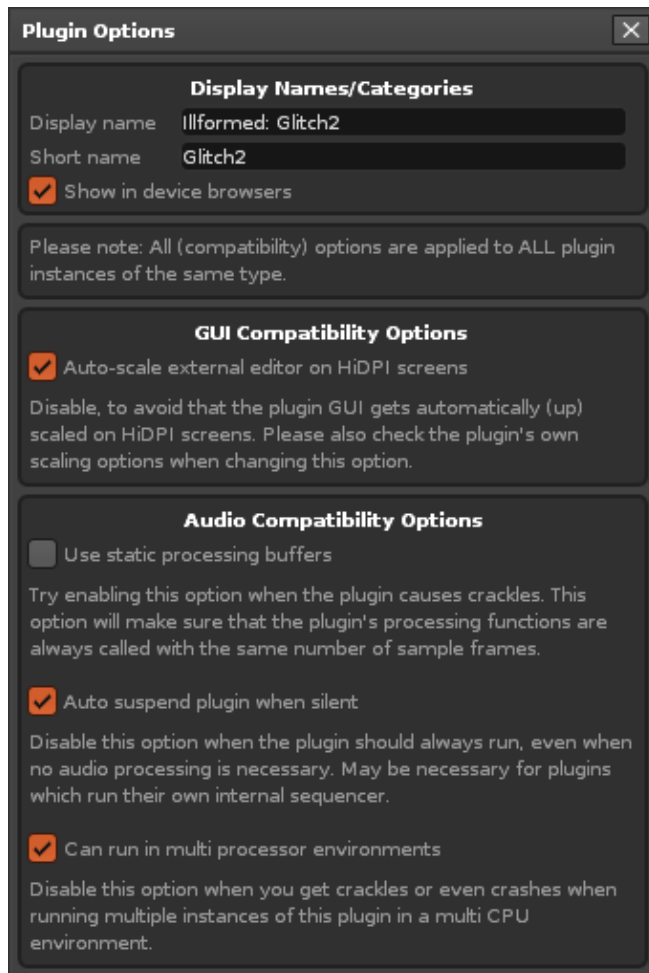 Plugin Options
Display Names/Categories
Display name Illformed: Glitch2
Short name Glitch2
Show in device browsers
Please note: All (compatibility) options are applied to ALL plugin
instances of the same type.
GUI Compatibility Options
Auto-scale external editor on HiDPI screens
Disable, to avoid that the plugin GUI gets automatically (up)
scaled on HiDPI screens. Please also check the plugin's own
scaling options when changing this option.
Audio Compatibility Options
Use static processing buffers
Try enabling this option when the plugin causes crackles. This
option will make sure that the plugin's processing functions are
always called with the same number of sample frames.
Auto suspend plugin when silent
Disable this option when the plugin should always run, even when
no audio processing is necessary. May be necessary for plugins
which run their own internal sequencer.
Can run in multi processor environments
Disable this option when you get crackles or even crashes when
running multiple instances of this plugin in a multi CPU
environment.